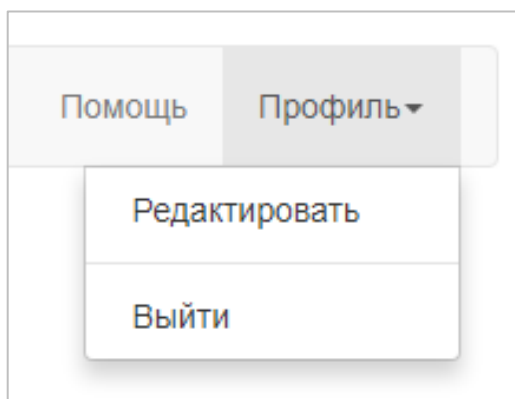 Помощь Профиль
Редактировать
Выйти